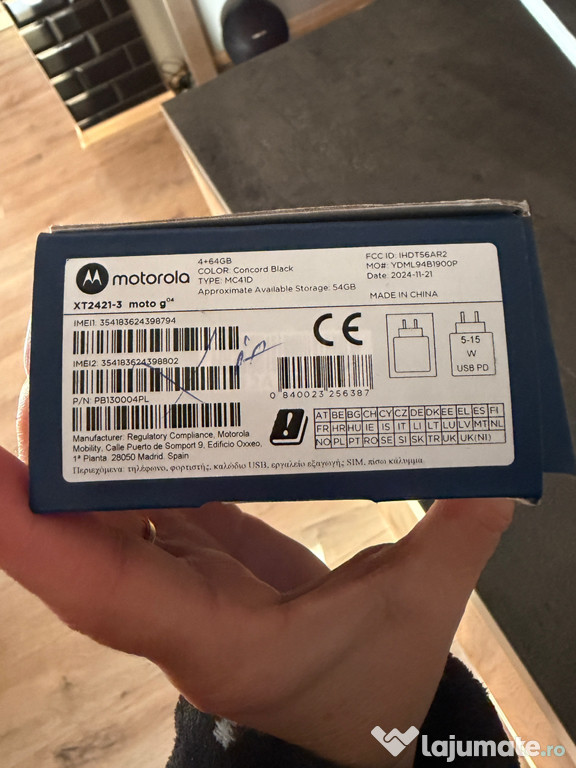 motorola
4+64GB
COLOR: Concord Black
TYPE: MC41D
Approximate Available Storage: 54GB
FCC ID: IHDT56AR2
MO#: YDML94B1900P
Date: 2024-11-21
MADE IN CHINA
XT2421-3 moto g04
IMEI1: 354183624398794
IMEI2: 354183624398802
P/N: PB130004PL
CE
0 840023 256387
5-15
W
USB PD
AT BE BG CH CY CZ DE DK EE EL ES FI
FR HR HU IE IS IT LI LT LU LV MT NL
NO PL PT RO SE SI SK TR UK UK(NI)
Manufacturer: Regulatory Compliance, Motorola
Mobility, Calle Puerto de Somport 9, Edificio Oxxeo,
1ª Planta, 28050 Madrid, Spain
Περιεχόμενα: τηλέφωνο, φορτιστής, καλώδιο USB, εργαλείο εξαγωγής SIM, πίσω κάλυμμα.
lajumate.ro